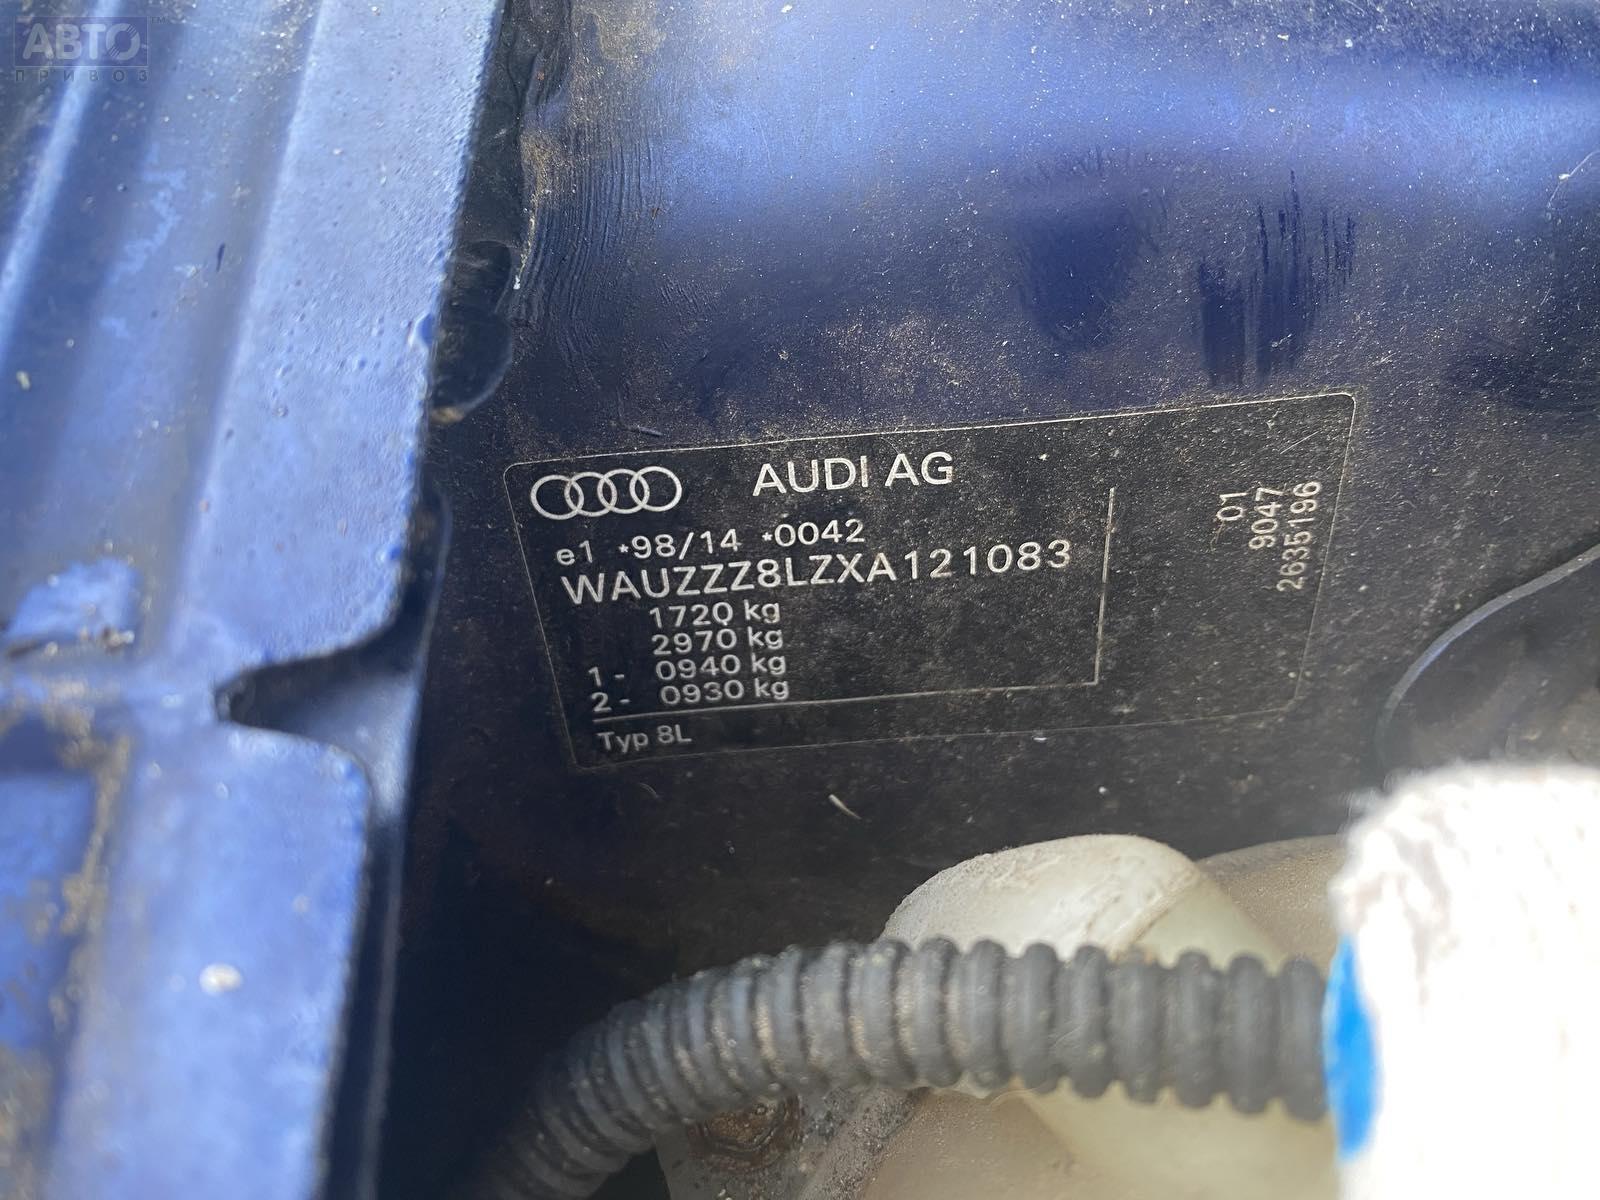 АВТО™
ПРИВОЗ
AUDI AG
e1 *98/14 *0042
WAUZZZ8LZXA121083
1720 kg
2970 kg
1- 0940 kg
2- 0930 kg
Typ 8L
01
9047
2635196